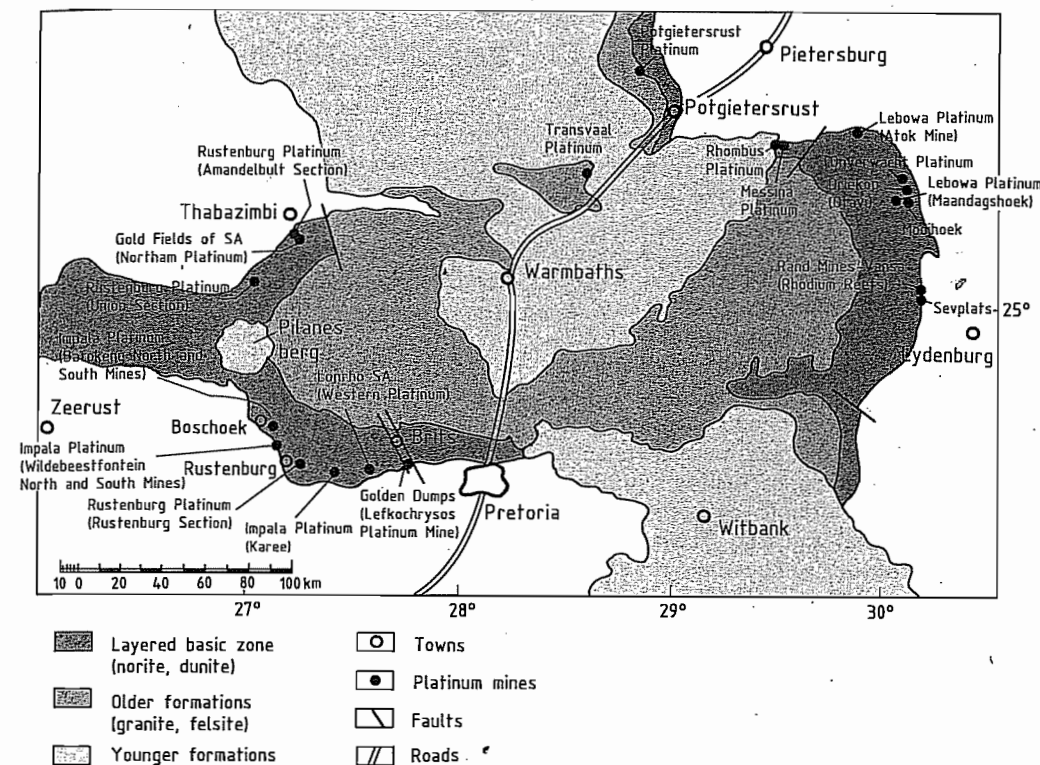 Potgietersrust
Platinum
Pietersburg
Potgietersrust
Transvaal
Platinum
Lebowa Platinum
(Atok Mine)
Rustenburg Platinum
(Amandelbult Section)
Rhombus
Platinum
Platinum
Lebowa Platinum
(Maandagshoek)
Messina
Platinum
Thabazimbi
Gold Fields of SA
(Northam Platinum)
Mooihoek
Rustenburg Platinum
(Union Section)
Warmbaths
Rand Mines
(Rhodium Reefs)
Sevplats
25°
Impala Platinum
(Bafokeng North and
South Mines)
Pilanes
berg
Lydenburg
Lonrho SA
(Western Platinum)
Zeerust
Boschoek
Brits
Impala Platinum
(Wildebeestfontein
North and South Mines)
Rustenburg
Rustenburg Platinum
(Rustenburg Section)
Impala Platinum
(Karee)
Golden Dumps
(Lefkochrysos
Platinum Mine)
Pretoria
Witbank
10 0 20 40 60 80 100 km
27° 28° 29° 30°
Layered basic zone
(norite, dunite)
Older formations
(granite, felsite)
Younger formations
Towns
Platinum mines
Faults
Roads